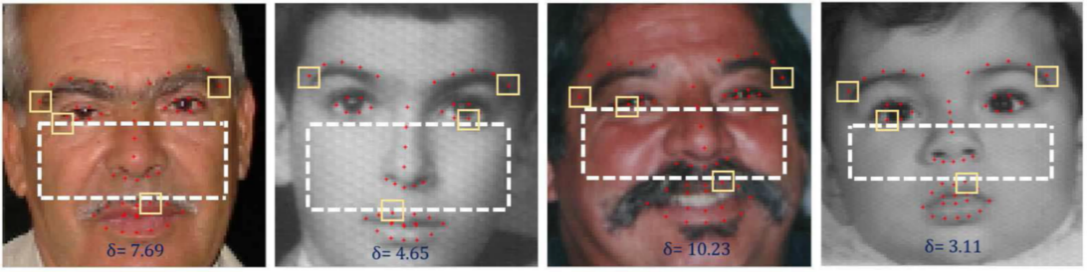 δ= 7.69
δ= 4.65
δ= 10.23
δ= 3.11